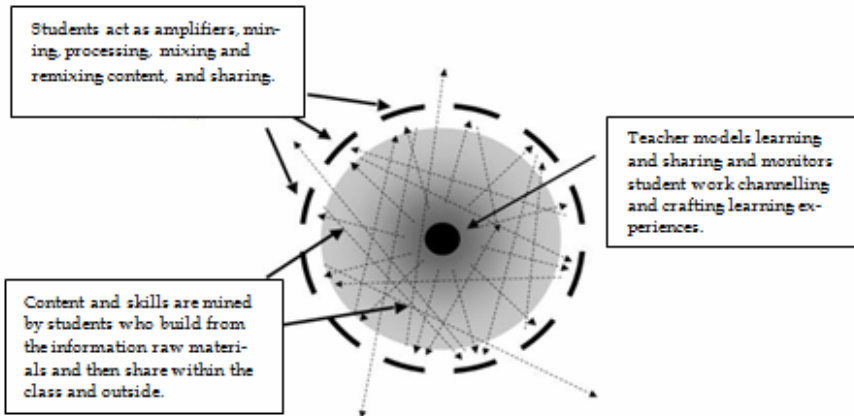 Students act as amplifiers, min-
ing, processing, mixing and
remixing content, and sharing.
Teacher models learning
and sharing and monitors
student work channelling
and crafting learning ex-
periences.
Content and skills are mined
by students who build from
the information raw materi-
als and then share within the
class and outside.